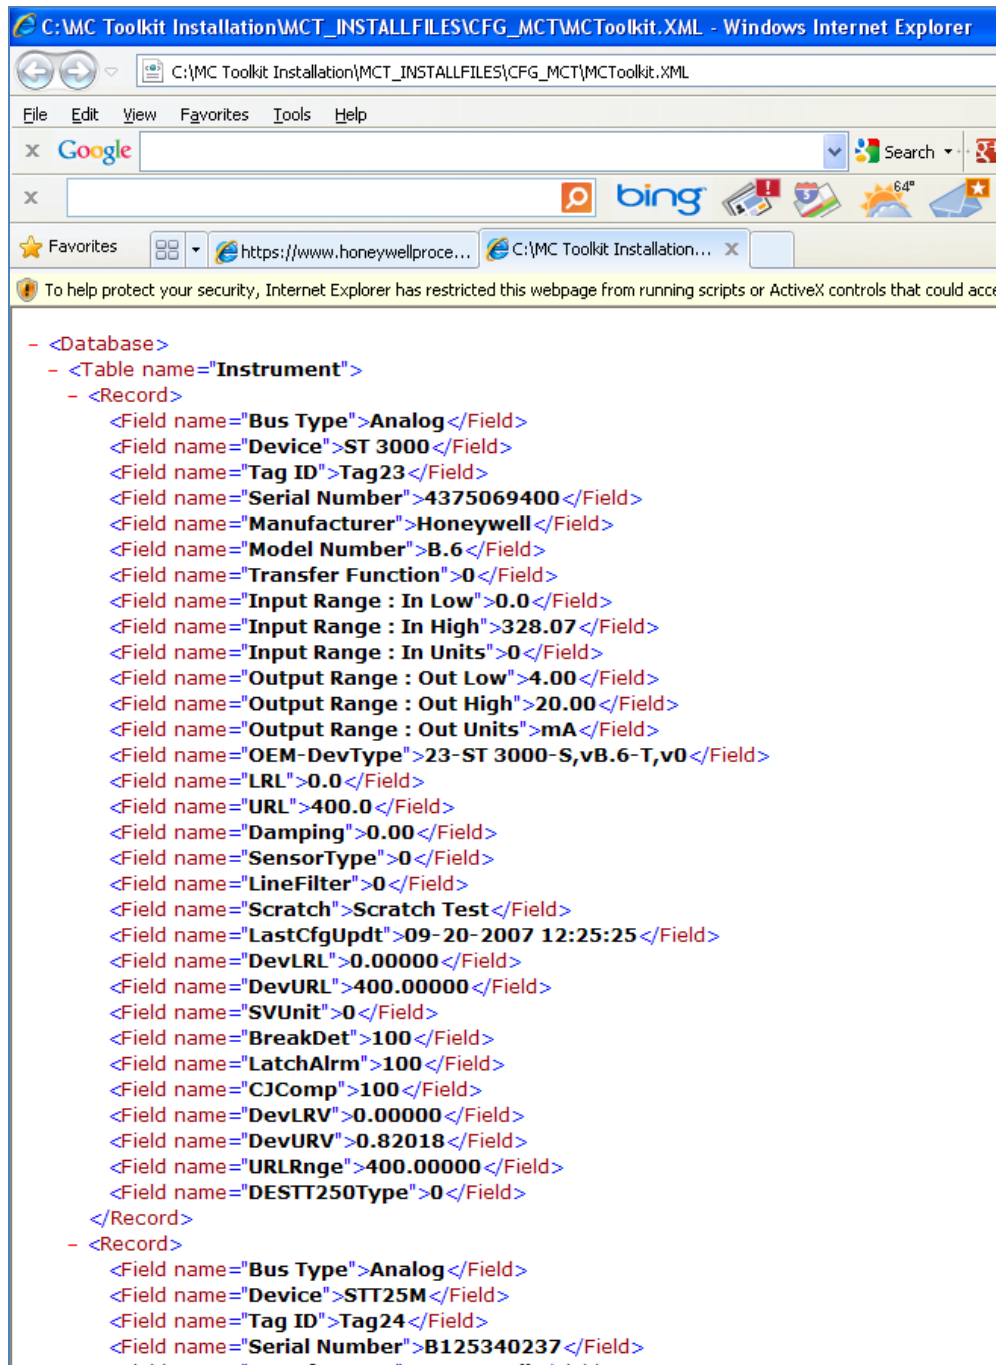 C:\MC Toolkit Installation\MCT_INSTALLFILES\CFG_MCT\MCToolkit.XML - Windows Internet Explorer
C:\MC Toolkit Installation\MCT_INSTALLFILES\CFG_MCT\MCToolkit.XML
File Edit View Favorites Tools Help
x Google Search
x bing 64°
Favorites https://www.honeywellproce... C:\MC Toolkit Installation... X
To help protect your security, Internet Explorer has restricted this webpage from running scripts or ActiveX controls that could acce
- <Database>
- <Table name="Instrument">
- <Record>
<Field name="Bus Type">Analog</Field>
<Field name="Device">ST 3000</Field>
<Field name="Tag ID">Tag23</Field>
<Field name="Serial Number">4375069400</Field>
<Field name="Manufacturer">Honeywell</Field>
<Field name="Model Number">B.6</Field>
<Field name="Transfer Function">0</Field>
<Field name="Input Range : In Low">0.0</Field>
<Field name="Input Range : In High">328.07</Field>
<Field name="Input Range : In Units">0</Field>
<Field name="Output Range : Out Low">4.00</Field>
<Field name="Output Range : Out High">20.00</Field>
<Field name="Output Range : Out Units">mA</Field>
<Field name="OEM-DevType">23-ST 3000-S,vB.6-T,v0</Field>
<Field name="LRL">0.0</Field>
<Field name="URL">400.0</Field>
<Field name="Damping">0.00</Field>
<Field name="SensorType">0</Field>
<Field name="LineFilter">0</Field>
<Field name="Scratch">Scratch Test</Field>
<Field name="LastCfgUpdt">09-20-2007 12:25:25</Field>
<Field name="DevLRL">0.00000</Field>
<Field name="DevURL">400.00000</Field>
<Field name="SVUnit">0</Field>
<Field name="BreakDet">100</Field>
<Field name="LatchAlrm">100</Field>
<Field name="CJComp">100</Field>
<Field name="DevLRV">0.00000</Field>
<Field name="DevURV">0.82018</Field>
<Field name="URLRnge">400.00000</Field>
<Field name="DESTT250Type">0</Field>
</Record>
- <Record>
<Field name="Bus Type">Analog</Field>
<Field name="Device">STT25M</Field>
<Field name="Tag ID">Tag24</Field>
<Field name="Serial Number">B125340237</Field>